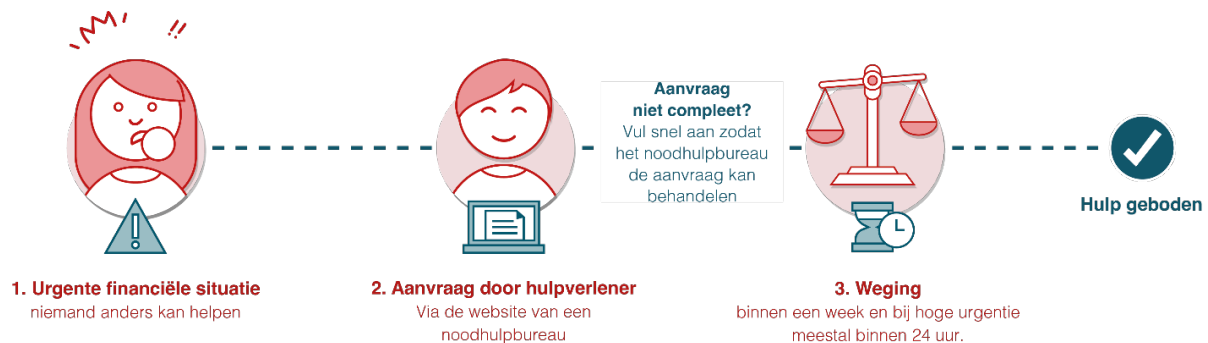 !!
Aanvraag
niet compleet?
Vul snel aan zodat
het noodhulpbureau
de aanvraag kan
behandelen
Hulp geboden
1. Urgente financiële situatie
niemand anders kan helpen
2. Aanvraag door hulpverlener
Via de website van een
noodhulpbureau
3. Weging
binnen een week en bij hoge urgentie
meestal binnen 24 uur.